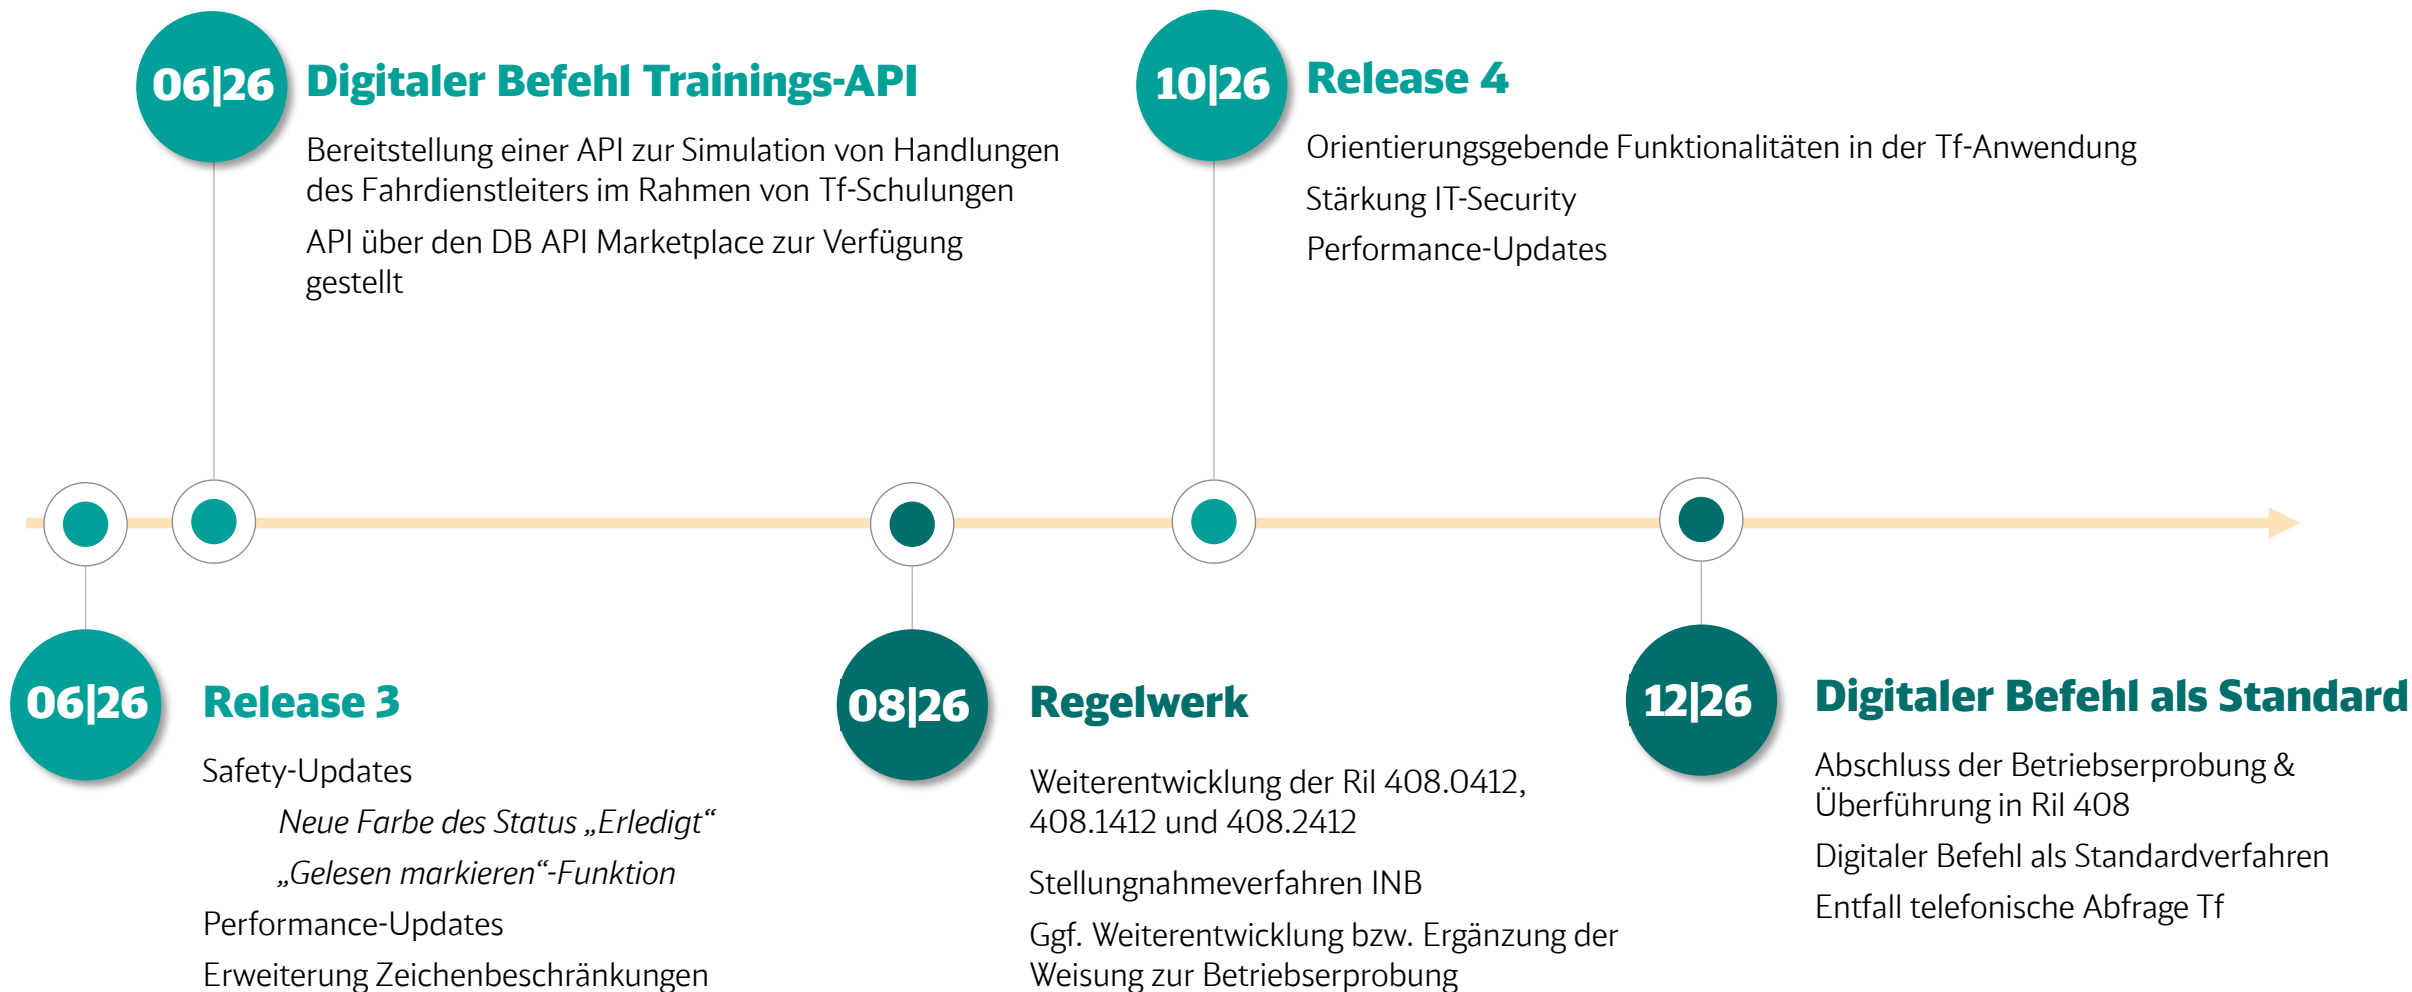 06|26
Digitaler Befehl Trainings-API
Bereitstellung einer API zur Simulation von Handlungen
des Fahrdienstleiters im Rahmen von Tf-Schulungen
API über den DB API Marketplace zur Verfügung
gestellt
10|26
Release 4
Orientierungsgebende Funktionalitäten in der Tf-Anwendung
Stärkung IT-Security
Performance-Updates
06|26
Release 3
Safety-Updates
Neue Farbe des Status „Erledigt“
„Gelesen markieren“-Funktion
Performance-Updates
Erweiterung Zeichenbeschränkungen
08|26
Regelwerk
Weiterentwicklung der Ril 408.0412,
408.1412 und 408.2412
Stellungnahmeverfahren INB
Ggf. Weiterentwicklung bzw. Ergänzung der
Weisung zur Betriebserprobung
12|26
Digitaler Befehl als Standard
Abschluss der Betriebserprobung &
Überführung in Ril 408
Digitaler Befehl als Standardverfahren
Entfall telefonische Abfrage Tf